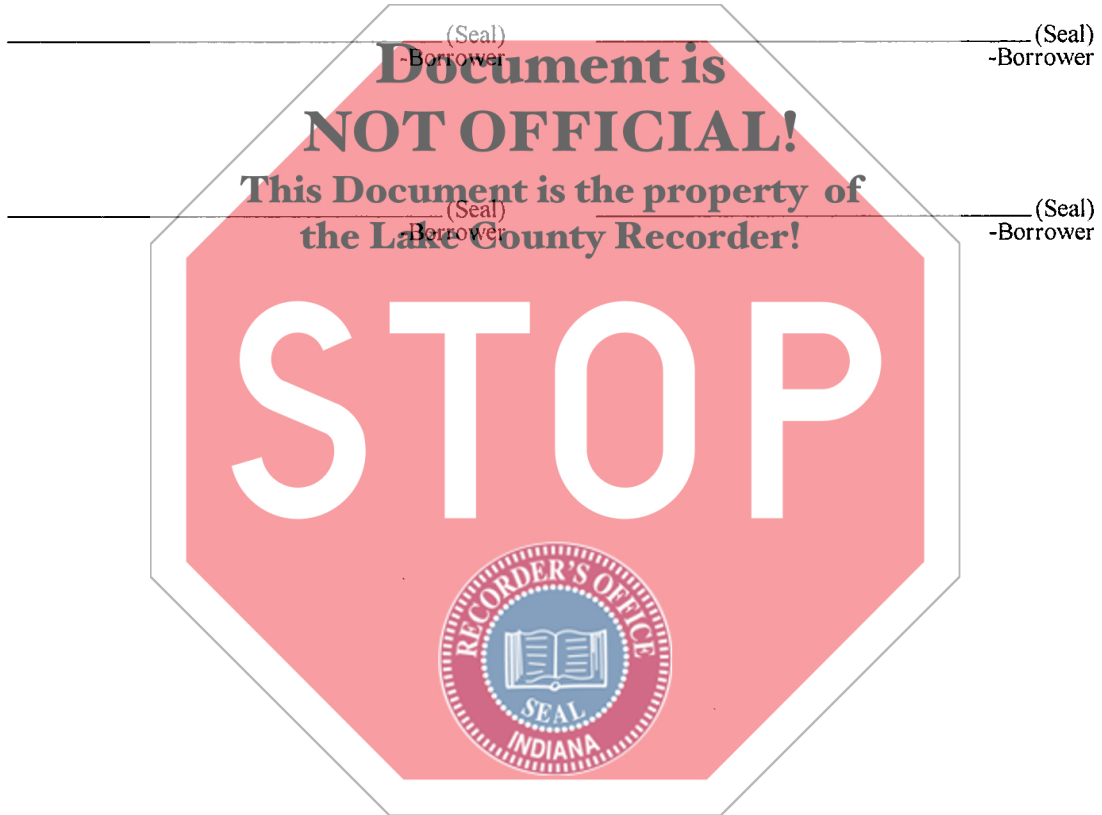 (Seal) (Seal)
-Borrower -Borrower
Document is
NOT OFFICIAL!
This Document is the property of
(Seal) (Seal)
-Borrower -Borrower
the Lake County Recorder!
STOP
RECORDER'S OFFICE
SEAL
INDIANA